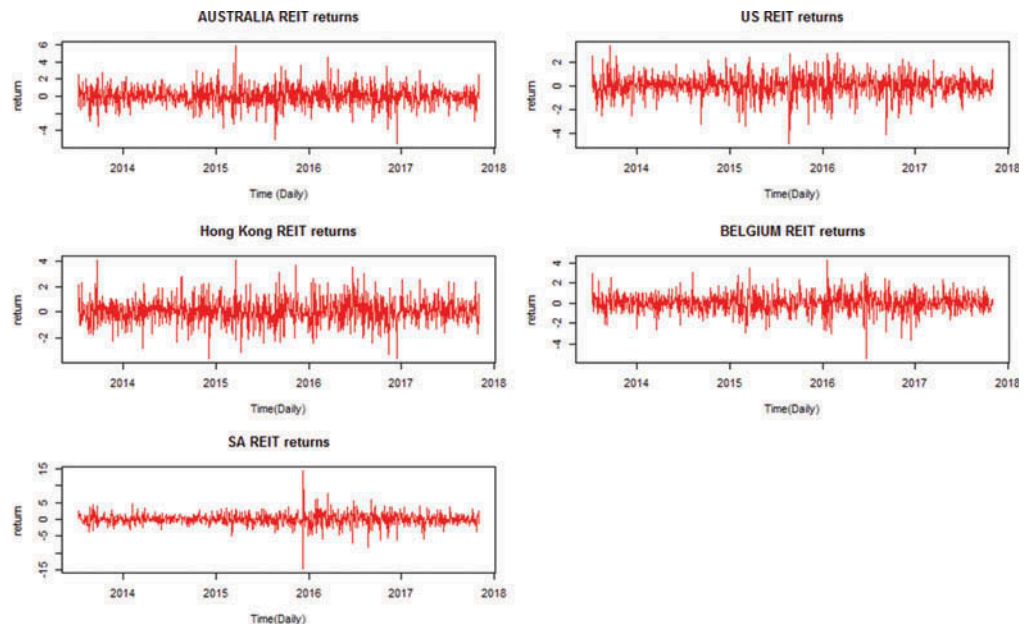 AUSTRALIA REIT returns
return
6
4
2
0
-4
2014 2015 2016 2017 2018
Time (Daily)
US REIT returns
return
2
0
-2
-4
2014 2015 2016 2017 2018
Time(Daily)
Hong Kong REIT returns
return
4
2
0
-2
2014 2015 2016 2017 2018
Time(Daily)
BELGIUM REIT returns
return
4
2
0
-2
-4
2014 2015 2016 2017 2018
Time(Daily)
SA REIT returns
return
15
5
0
-5
-15
2014 2015 2016 2017 2018
Time(Daily)